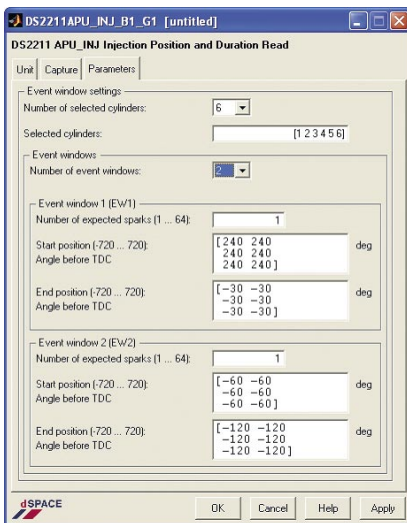 DS2211APU_INJ_B1_G1 [untitled]
DS2211 APU_INJ Injection Position and Duration Read
Unit Capture Parameters
Event window settings
Number of selected cylinders: 6
Selected cylinders: [1 2 3 4 5 6]
Event windows
Number of event windows: 2
Event window 1 (EW1)
Number of expected sparks (1 ... 64): 1
Start position (-720 ... 720): [240 240 deg
Angle before TDC 240 240
240 240]
End position (-720 ... 720): [-30 -30 deg
Angle before TDC -30 -30
-30 -30]
Event window 2 (EW2)
Number of expected sparks (1 ... 64): 1
Start position (-720 ... 720): [-60 -60 deg
Angle before TDC -60 -60
-60 -60]
End position (-720 ... 720): [-120 -120 deg
Angle before TDC -120 -120
-120 -120]
dSPACE OK Cancel Help Apply